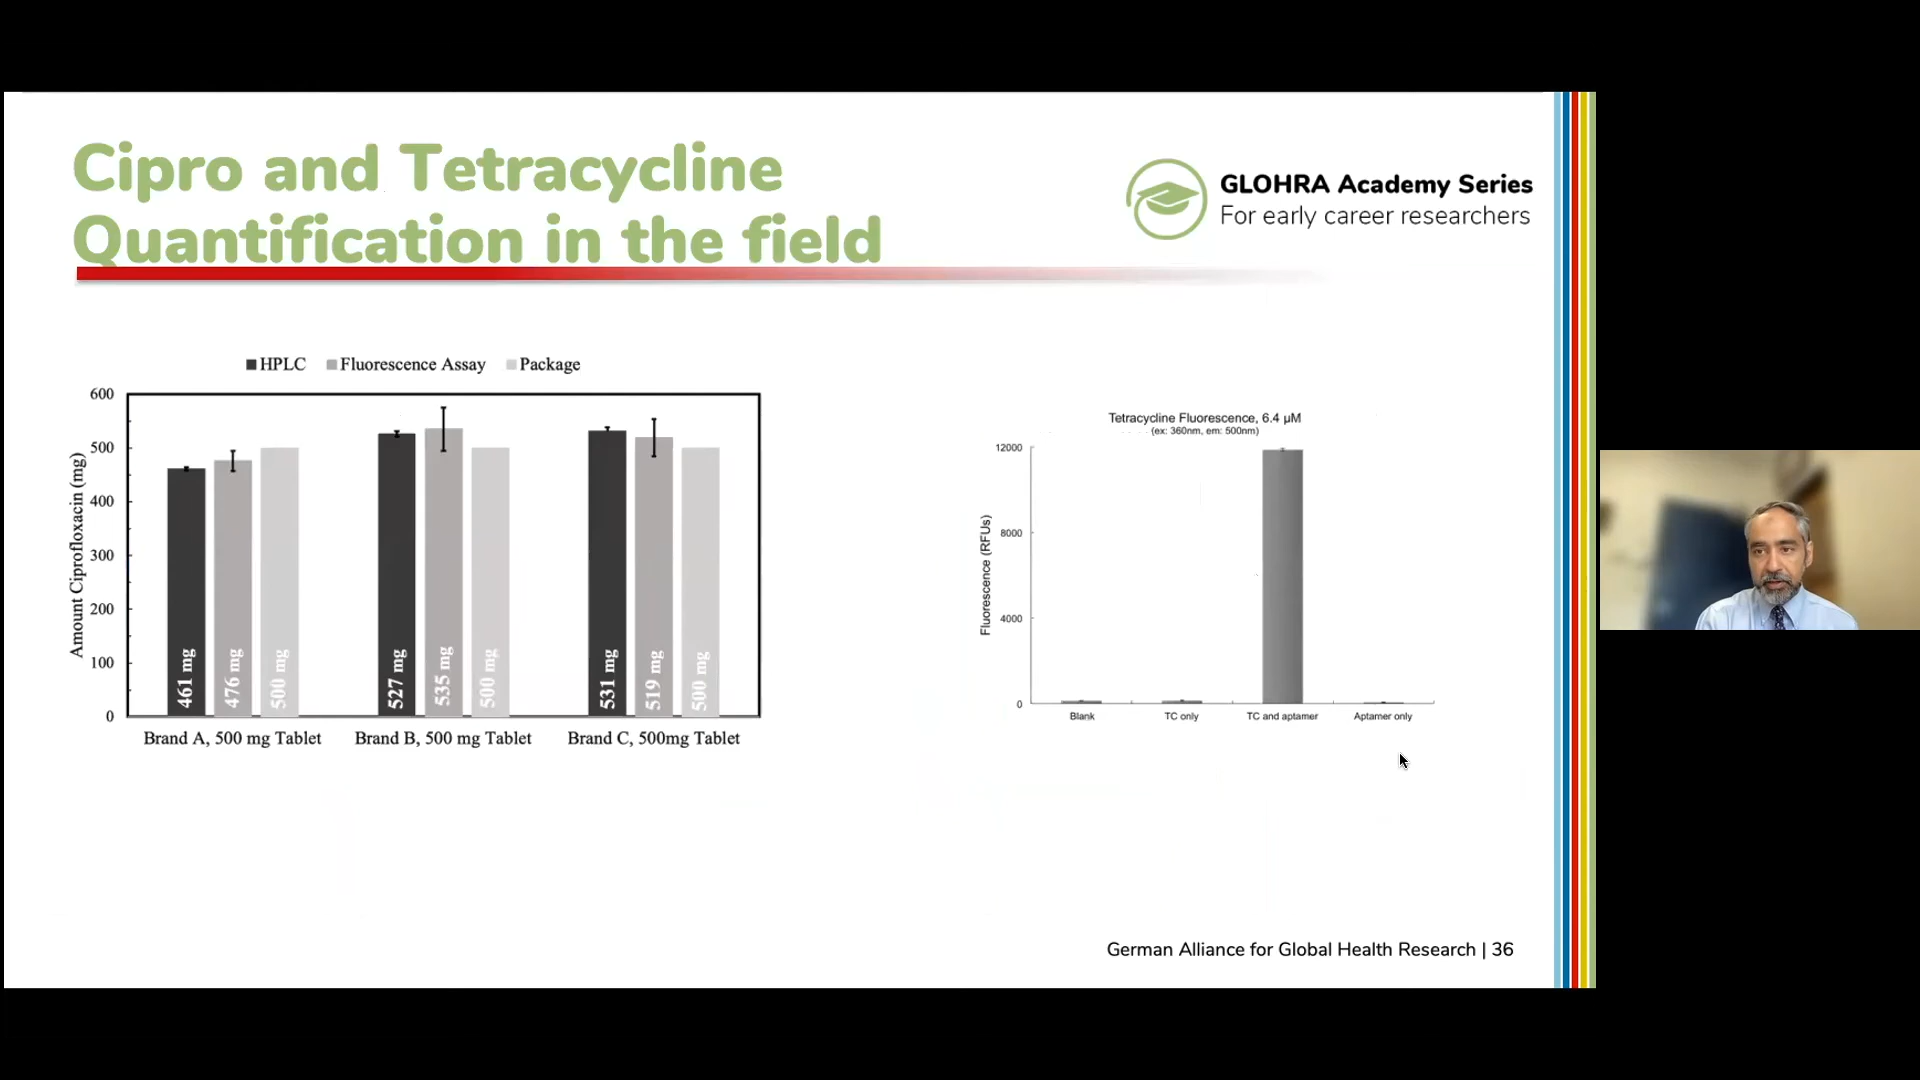 Cipro and Tetracycline
Quantification in the field
GLOHRA Academy Series
For early career researchers
HPLC Fluorescence Assay Package
Amount Ciprofloxacin (mg)
600
500
400
300
200
100
0
461 mg
476 mg
500 mg
527 mg
535 mg
500 mg
531 mg
519 mg
500 mg
Brand A, 500 mg Tablet
Brand B, 500 mg Tablet
Brand C, 500mg Tablet
Tetracycline Fluorescence, 6.4 µM
(ex: 360nm, em: 500nm)
Fluorescence (RFUs)
12000
8000
4000
0
Blank
TC only
TC and aptamer
Aptamer only
German Alliance for Global Health Research | 36